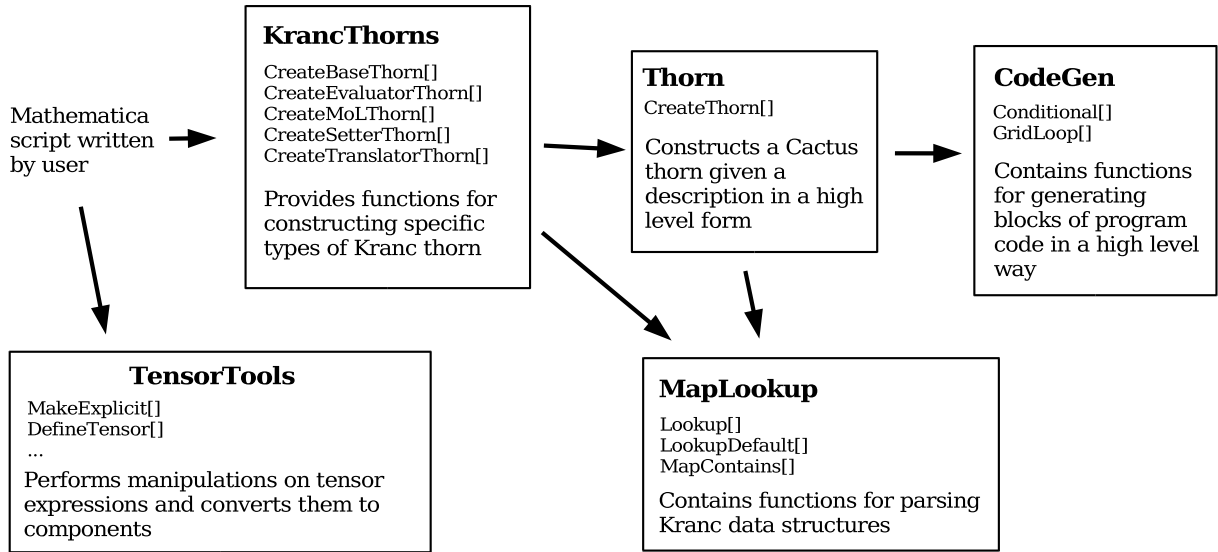 Mathematica
script written
by user
KrancThorns
CreateBaseThorn[]
CreateEvaluatorThorn[]
CreateMoLThorn[]
CreateSetterThorn[]
CreateTranslatorThorn[]
Provides functions for
constructing specific
types of Kranc thorn
Thorn
CreateThorn[]
Constructs a Cactus
thorn given a
description in a high
level form
CodeGen
Conditional[]
GridLoop[]
Contains functions
for generating
blocks of program
code in a high level
way
TensorTools
MakeExplicit[]
DefineTensor[]
...
Performs manipulations on tensor
expressions and converts them to
components
MapLookup
Lookup[]
LookupDefault[]
MapContains[]
Contains functions for parsing
Kranc data structures